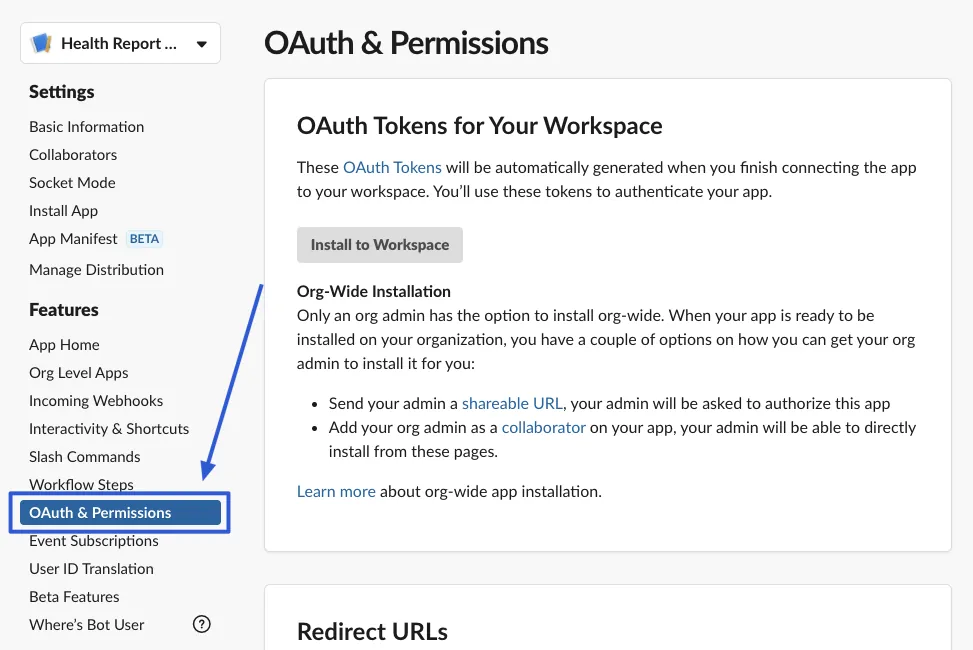 Health Report ...
Settings
Basic Information
Collaborators
Socket Mode
Install App
App Manifest BETA
Manage Distribution
Features
App Home
Org Level Apps
Incoming Webhooks
Interactivity & Shortcuts
Slash Commands
Workflow Steps
OAuth & Permissions
Event Subscriptions
User ID Translation
Beta Features
Where's Bot User ?
OAuth & Permissions
OAuth Tokens for Your Workspace
These OAuth Tokens will be automatically generated when you finish connecting the app
to your workspace. You'll use these tokens to authenticate your app.
Install to Workspace
Org-Wide Installation
Only an org admin has the option to install org-wide. When your app is ready to be
installed on your organization, you have a couple of options on how you can get your org
admin to install it for you:
• Send your admin a shareable URL, your admin will be asked to authorize this app
• Add your org admin as a collaborator on your app, your admin will be able to directly
install from these pages.
Learn more about org-wide app installation.
Redirect URLs